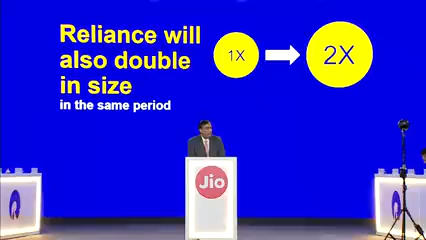 Reliance will
also double
in size
in the same period
1X
2X
Jio